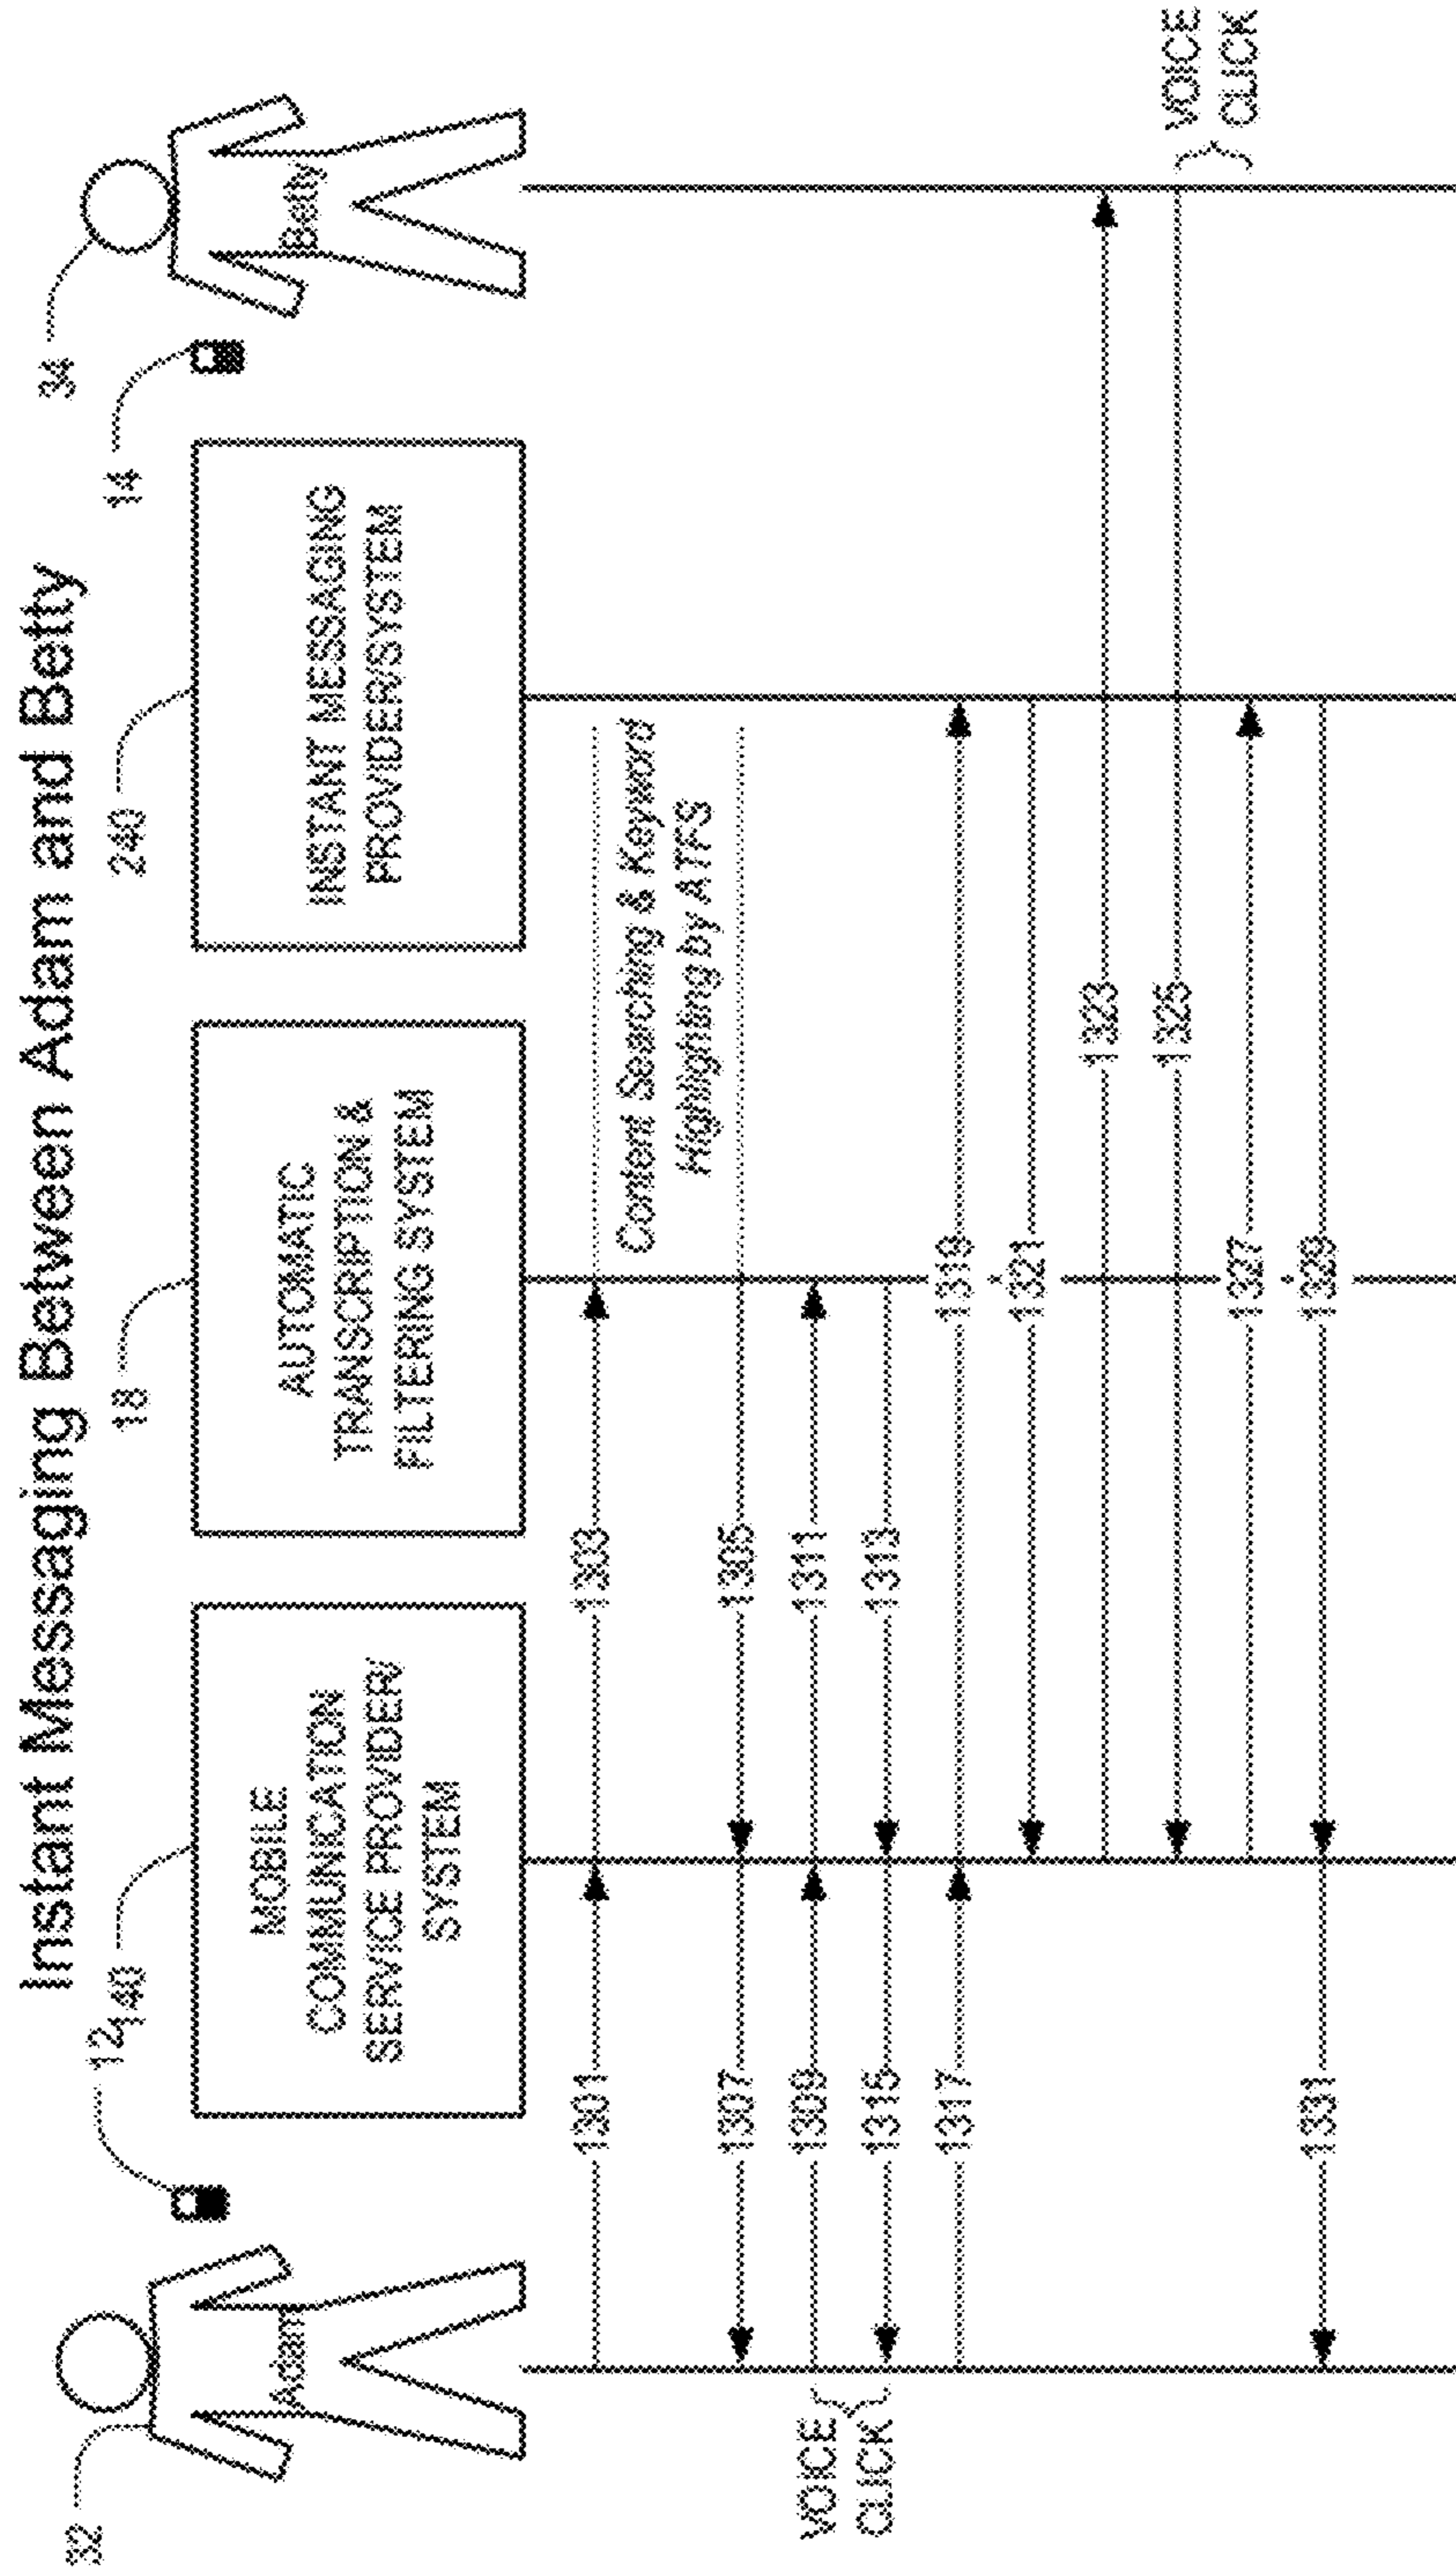 Instant Messaging Between Adam and Betty
32
12
140
18
240
14
34
Adam
MOBILE
COMMUNICATION
SERVICE PROVIDER/
SYSTEM
AUTOMATIC
TRANSCRIPTION &
FILTERING SYSTEM
INSTANT MESSAGING
PROVIDER/SYSTEM
Betty
1301
1303
Content Searching & Keyword
Highlighting by ATFS
1307
1305
VOICE
CLICK
1309
1311
1315
1313
1317
1319
1321
1323
1325
VOICE
CLICK
1327
1331
1329